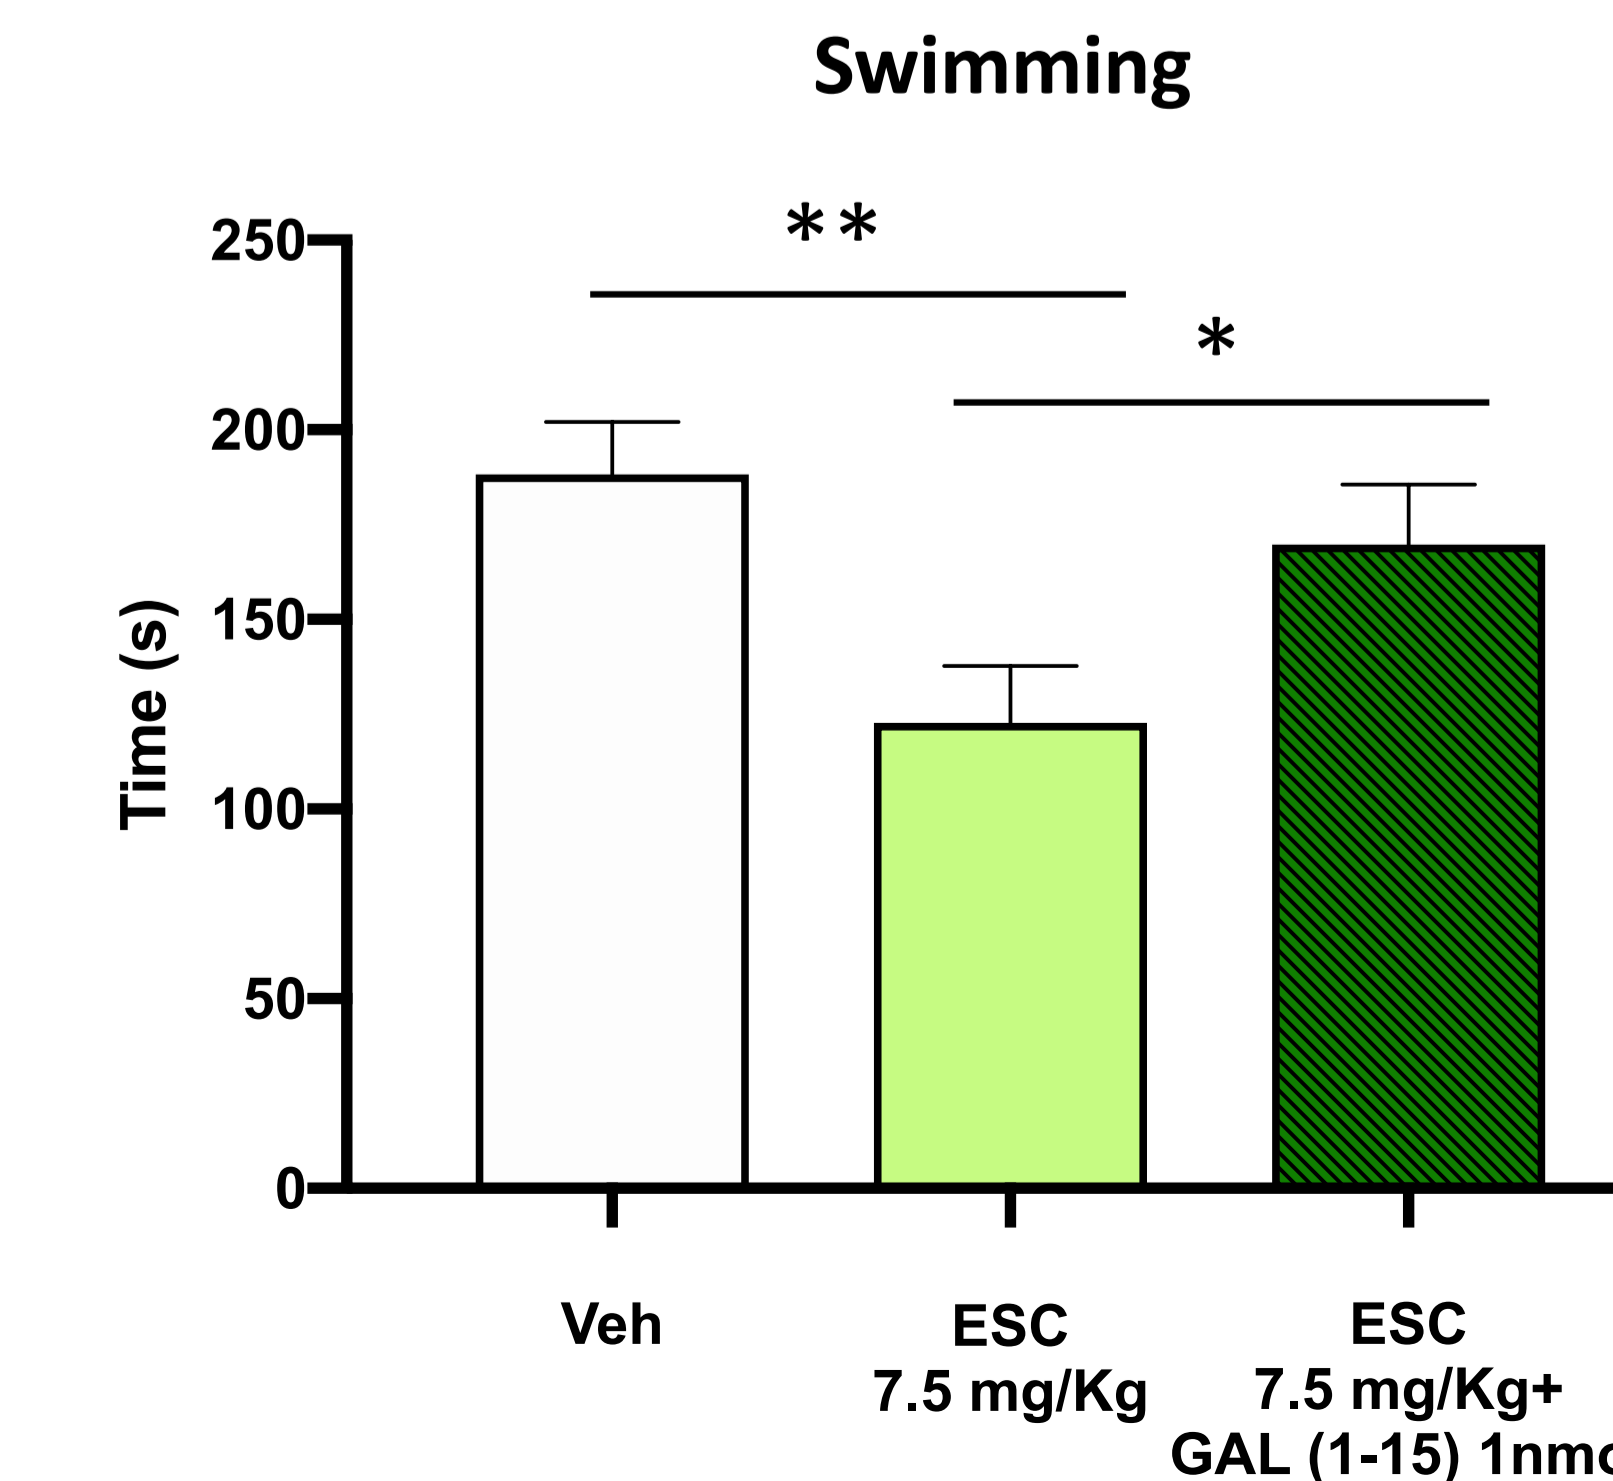 Swimming
**
*
250
200
150
100
50
0
Time (s)
Veh
ESC
7.5 mg/Kg
ESC
7.5 mg/Kg+
GAL (1-15)